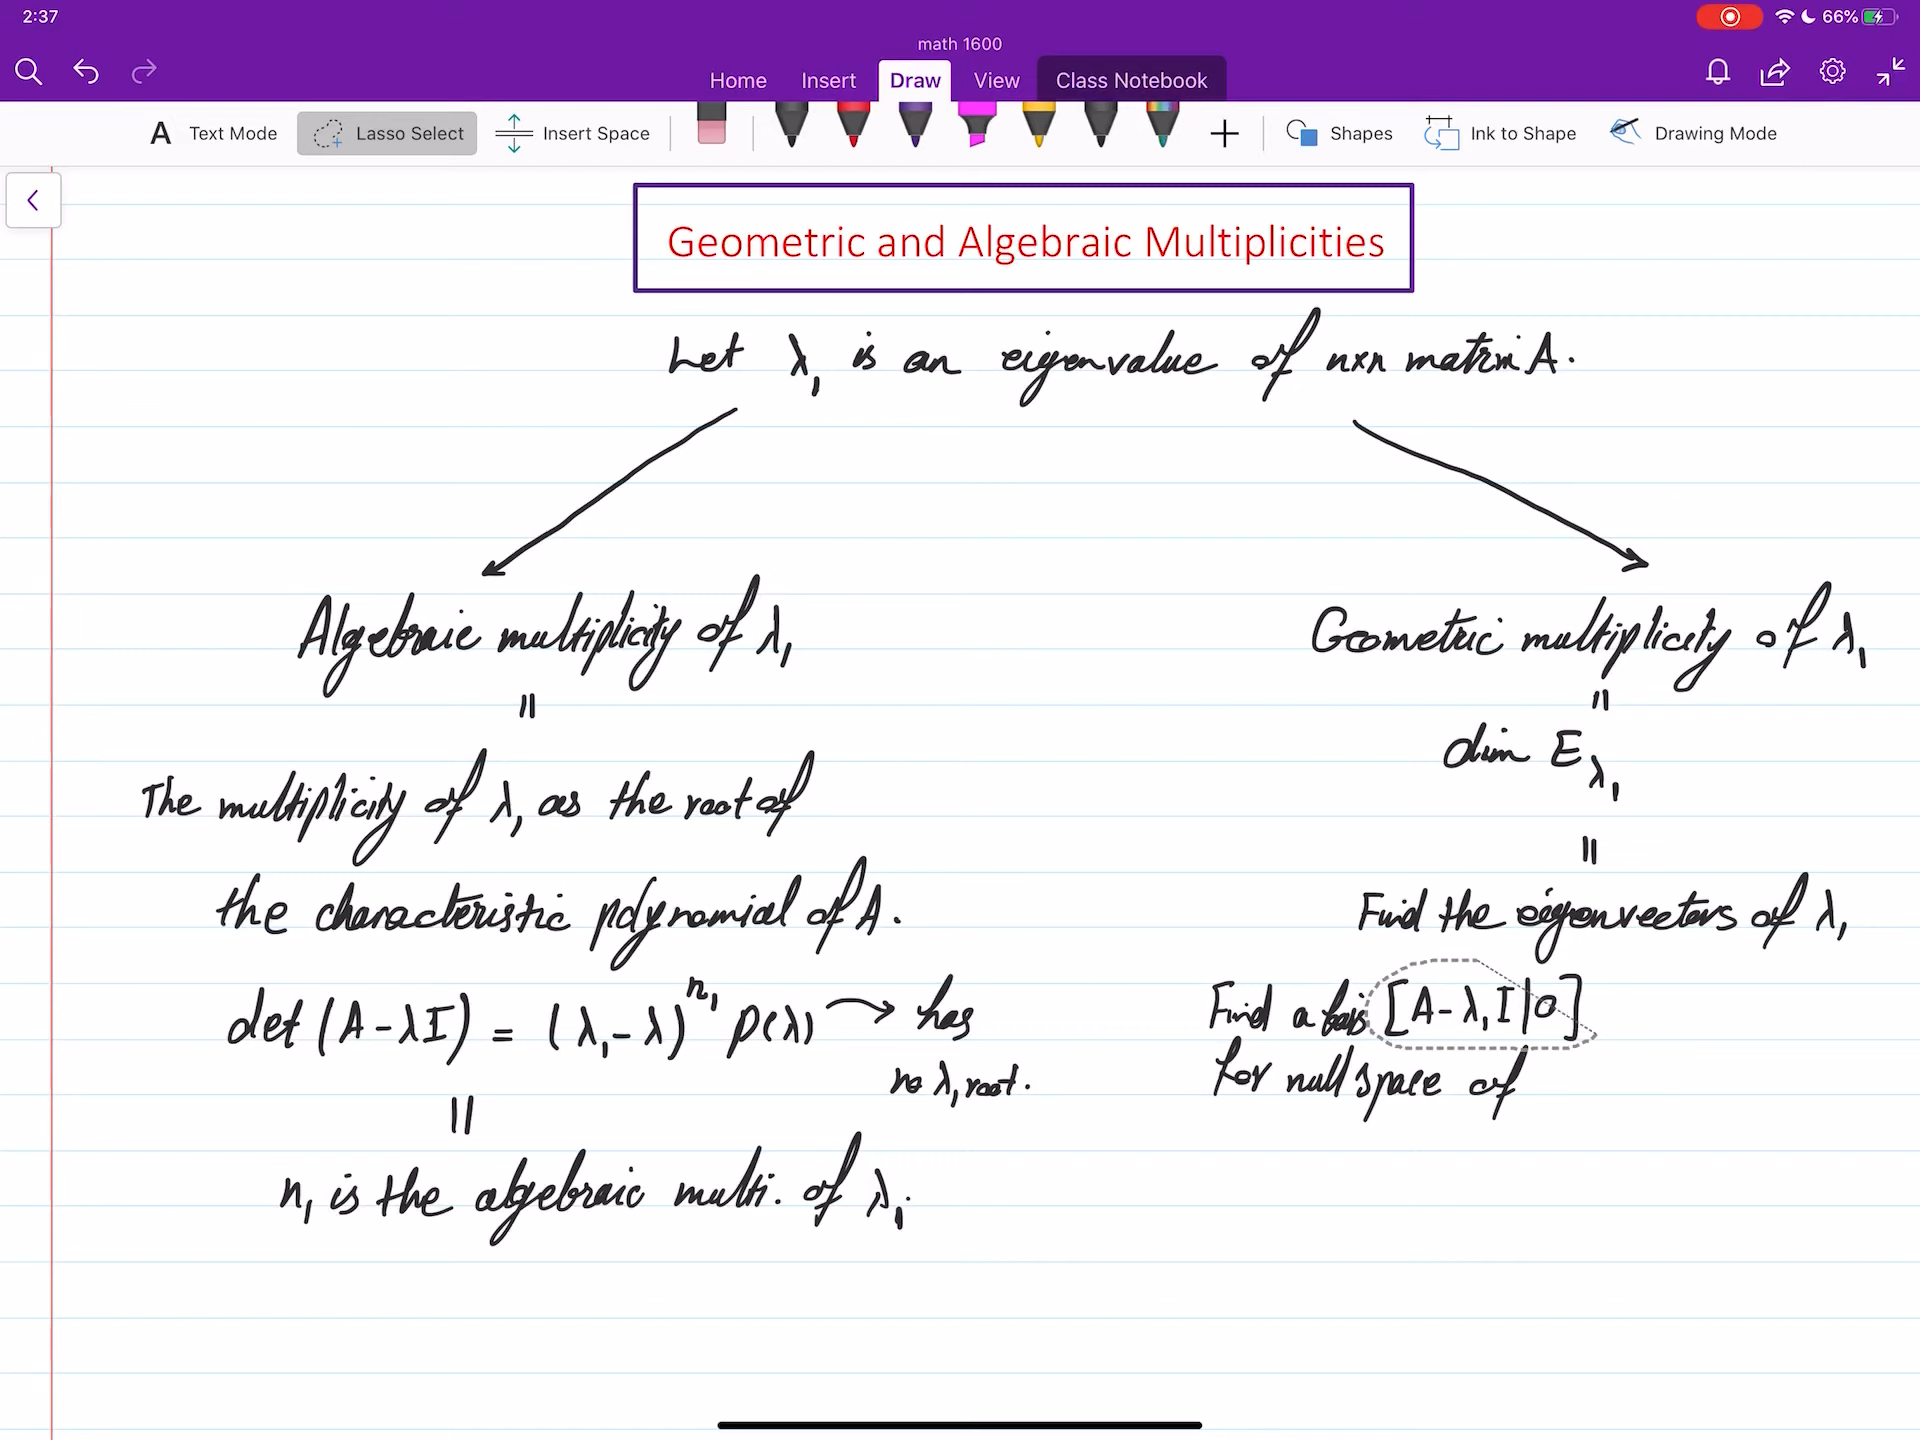 2:37
66%
math 1600
Home Insert Draw View Class Notebook
Text Mode Lasso Select Insert Space Shapes Ink to Shape Drawing Mode
Geometric and Algebraic Multiplicities
Let λ₁ is an eigenvalue of n×n matrix A.
Algebraic multiplicity of λ₁
=
The multiplicity of λ₁ as the root of
the characteristic polynomial of A.
det (A-λI) = (λ₁-λ)^n₁ P(λ) → has
no λ₁ root.
=
n₁ is the algebraic multi. of λ₁.
Geometric multiplicity of λ₁
=
dim E_λ₁
=
Find the eigenvectors of λ₁
Find a basis [A-λ₁I|0]
for null space of